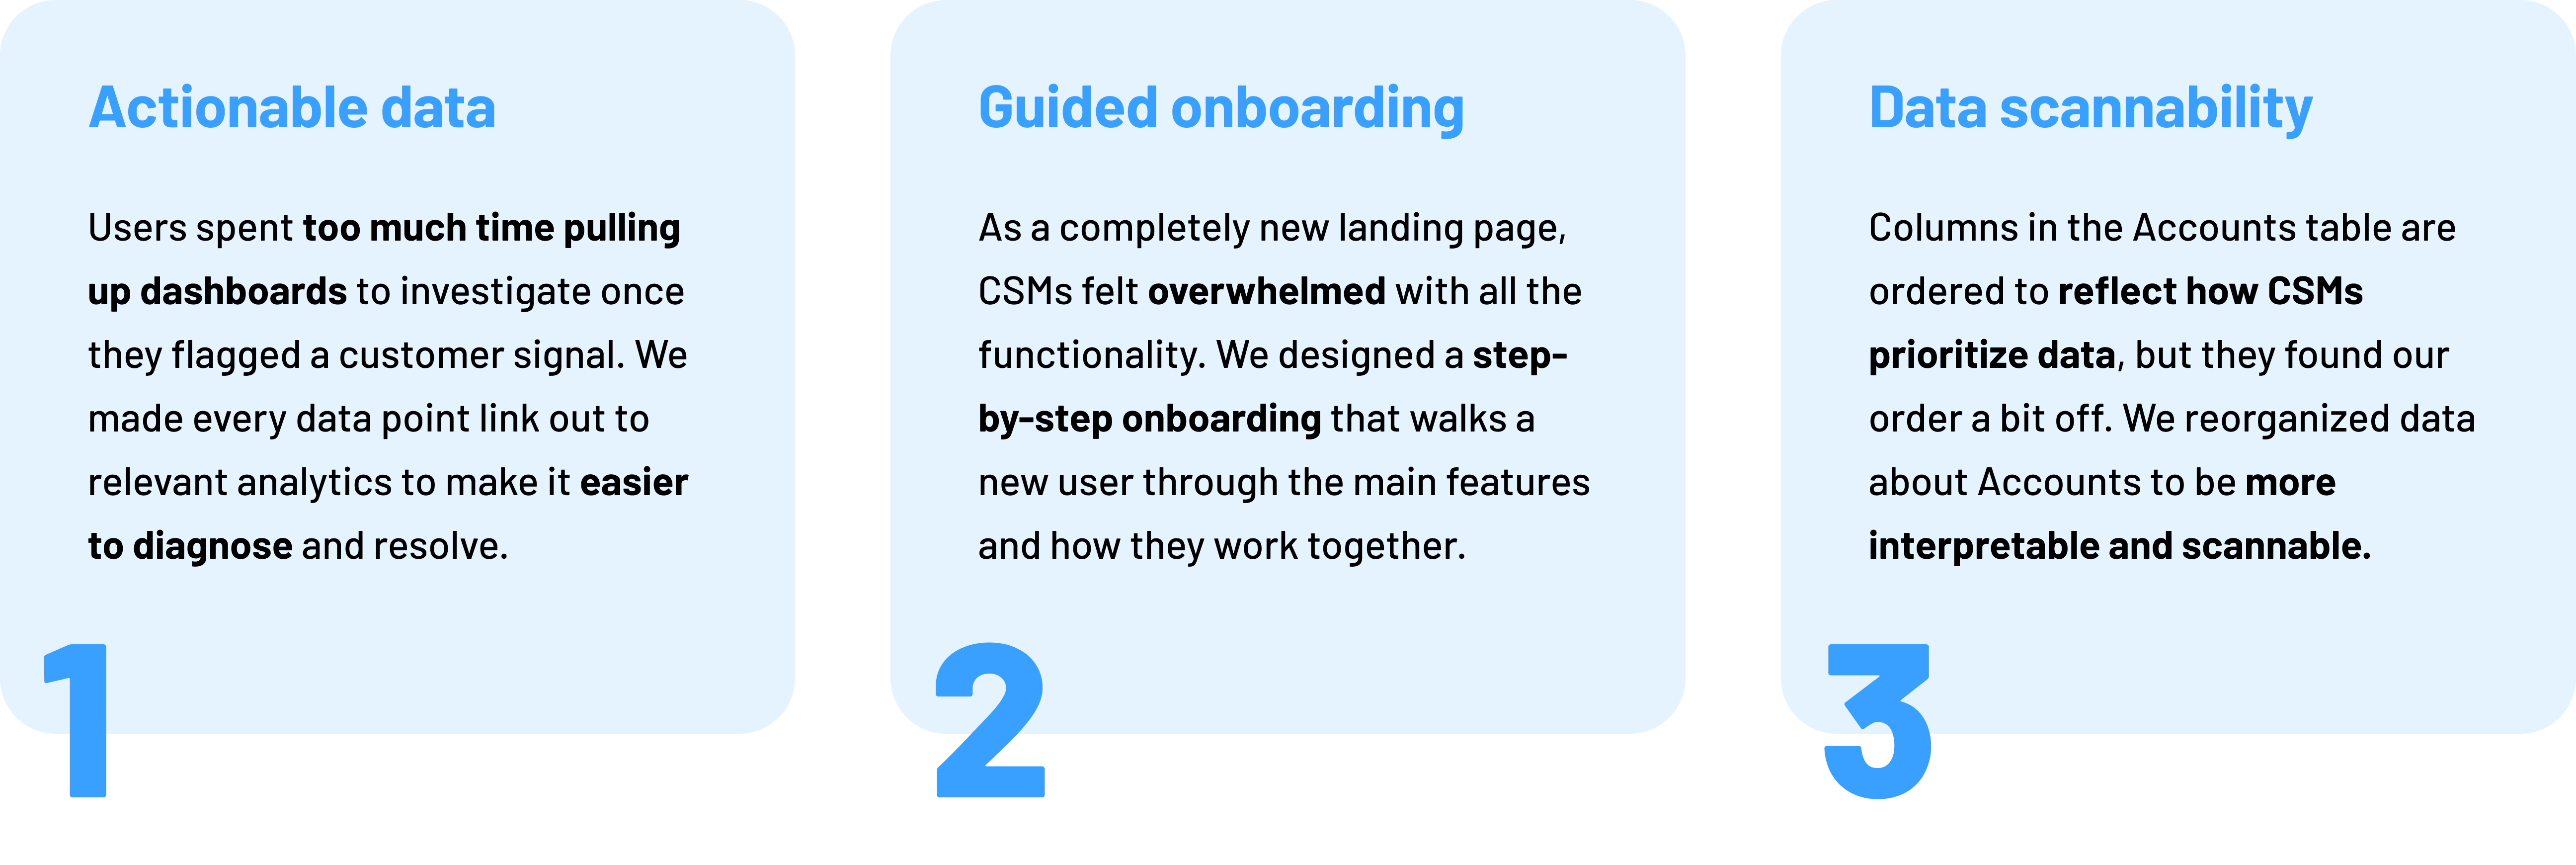 Actionable data
Users spent too much time pulling
up dashboards to investigate once
they flagged a customer signal. We
made every data point link out to
relevant analytics to make it easier
to diagnose and resolve.
1
Guided onboarding
As a completely new landing page,
CSMs felt overwhelmed with all the
functionality. We designed a step-
by-step onboarding that walks a
new user through the main features
and how they work together.
2
Data scannability
Columns in the Accounts table are
ordered to reflect how CSMs
prioritize data, but they found our
order a bit off. We reorganized data
about Accounts to be more
interpretable and scannable.
3